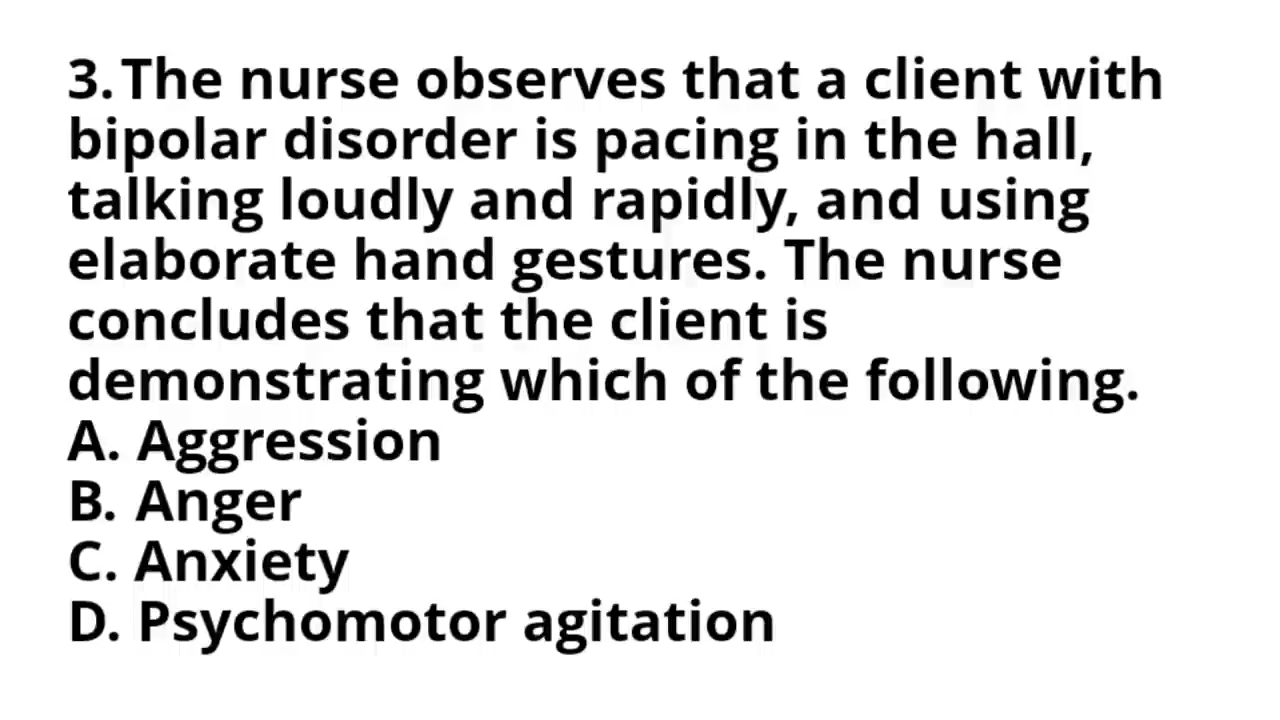 3. The nurse observes that a client with
bipolar disorder is pacing in the hall,
talking loudly and rapidly, and using
elaborate hand gestures. The nurse
concludes that the client is
demonstrating which of the following.
A. Aggression
B. Anger
C. Anxiety
D. Psychomotor agitation